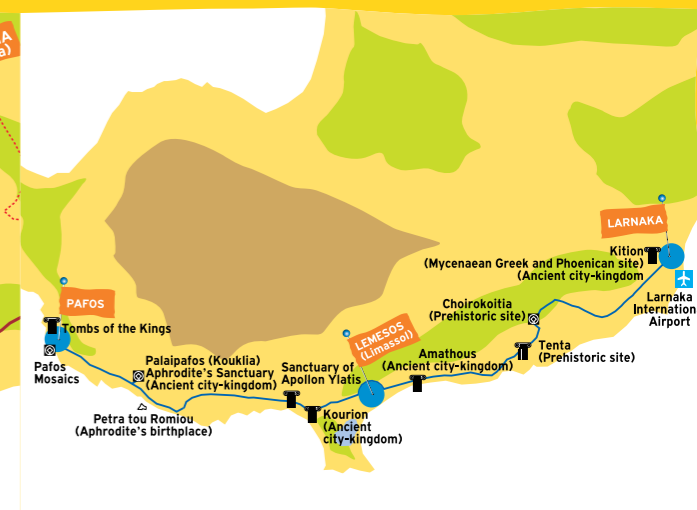 A
a)
LARNAKA
Kition
(Mycenaean Greek and Phoenican site)
(Ancient city-kingdom
Larnaka
Internation
Airport
Choirokoitia
(Prehistoric site)
Tenta
(Prehistoric site)
PAFOS
Tombs of the Kings
Pafos
Mosaics
Palaipafos (Kouklia)
Aphrodite's Sanctuary
(Ancient city-kingdom)
Petra tou Romiou
(Aphrodite's birthplace)
Sanctuary of
Apollon Ylatis
LEMESOS
(Limassol)
Amathous
(Ancient city-kingdom)
Kourion
(Ancient
city-kingdom)